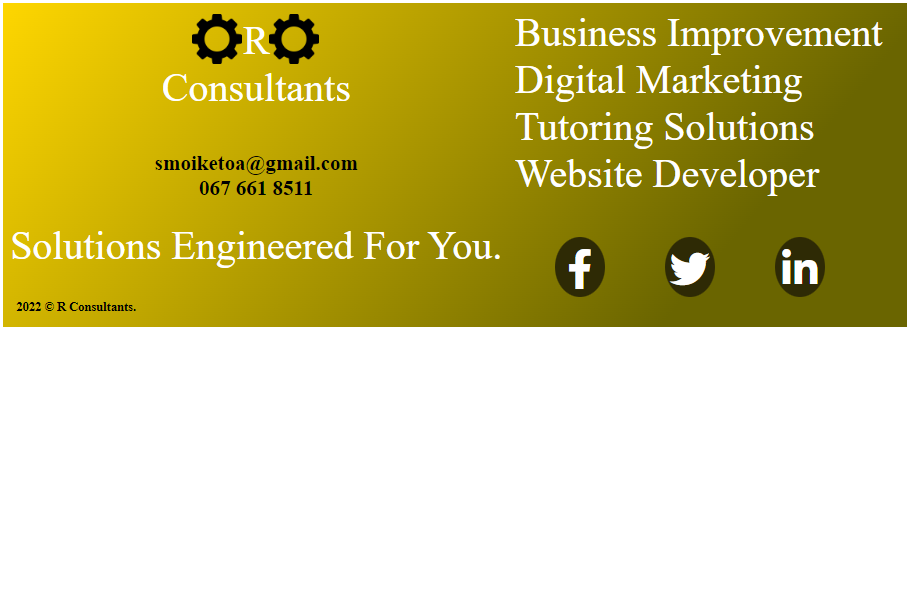 R
Consultants
smoiketoa@gmail.com
067 661 8511
Solutions Engineered For You.
2022 © R Consultants.
Business Improvement
Digital Marketing
Tutoring Solutions
Website Developer
f
in